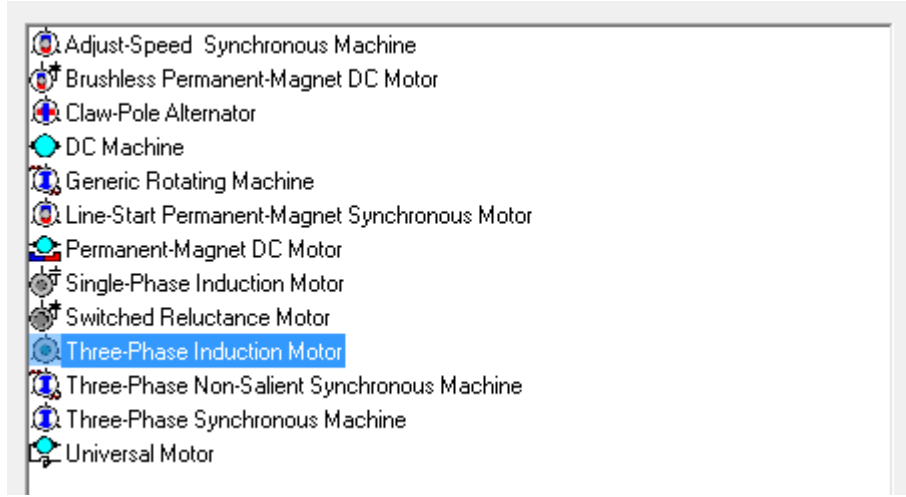 Adjust-Speed  Synchronous Machine
Brushless Permanent-Magnet DC Motor
Claw-Pole Alternator
DC Machine
Generic Rotating Machine
Line-Start Permanent-Magnet Synchronous Motor
Permanent-Magnet DC Motor
Single-Phase Induction Motor
Switched Reluctance Motor
Three-Phase Induction Motor
Three-Phase Non-Salient Synchronous Machine
Three-Phase Synchronous Machine
Universal Motor